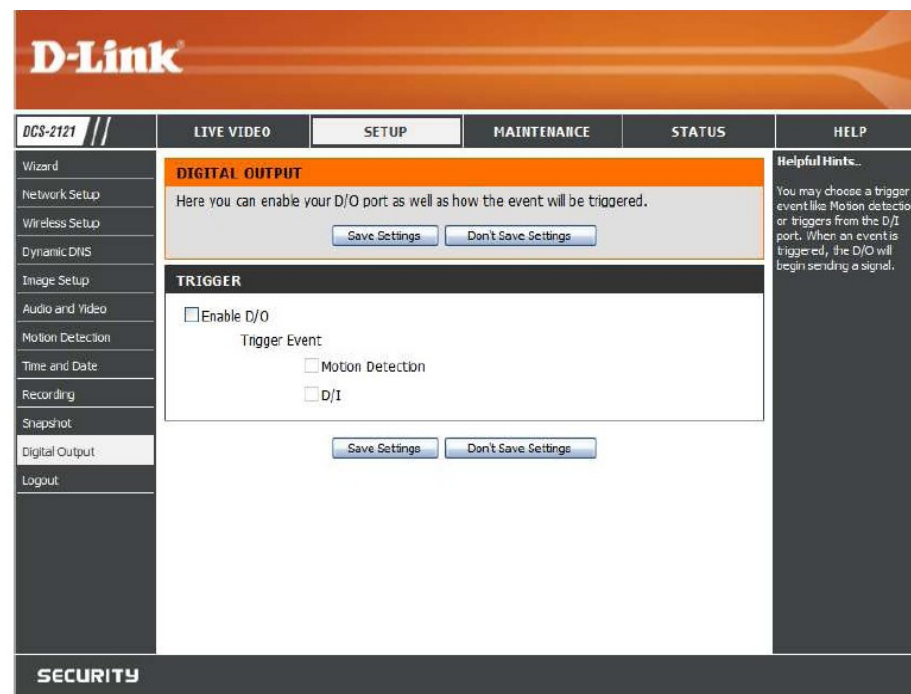 D-Link
DCS-2121 //
LIVE VIDEO
SETUP
MAINTENANCE
STATUS
HELP
Wizard
Network Setup
Wireless Setup
Dynamic DNS
Image Setup
Audio and Video
Motion Detection
Time and Date
Recording
Snapshot
Digital Output
Logout
DIGITAL OUTPUT
Here you can enable your D/O port as well as how the event will be triggered.
Save Settings Don't Save Settings
TRIGGER
Enable D/O
Trigger Event
Motion Detection
D/I
Save Settings Don't Save Settings
Helpful Hints..
You may choose a trigger
event like Motion detectio
or triggers from the D/I
port. When an event is
triggered, the D/O will
begin sending a signal.
SECURITY